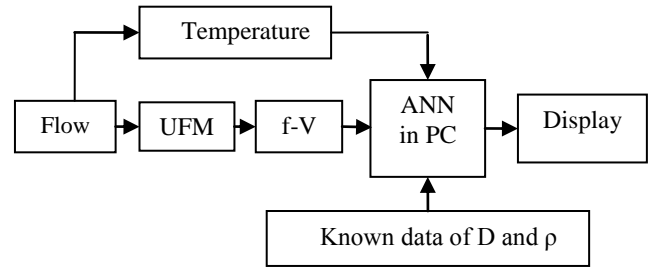 Temperature
Flow
UFM
f-V
ANN
in PC
Display
Known data of D and ρ